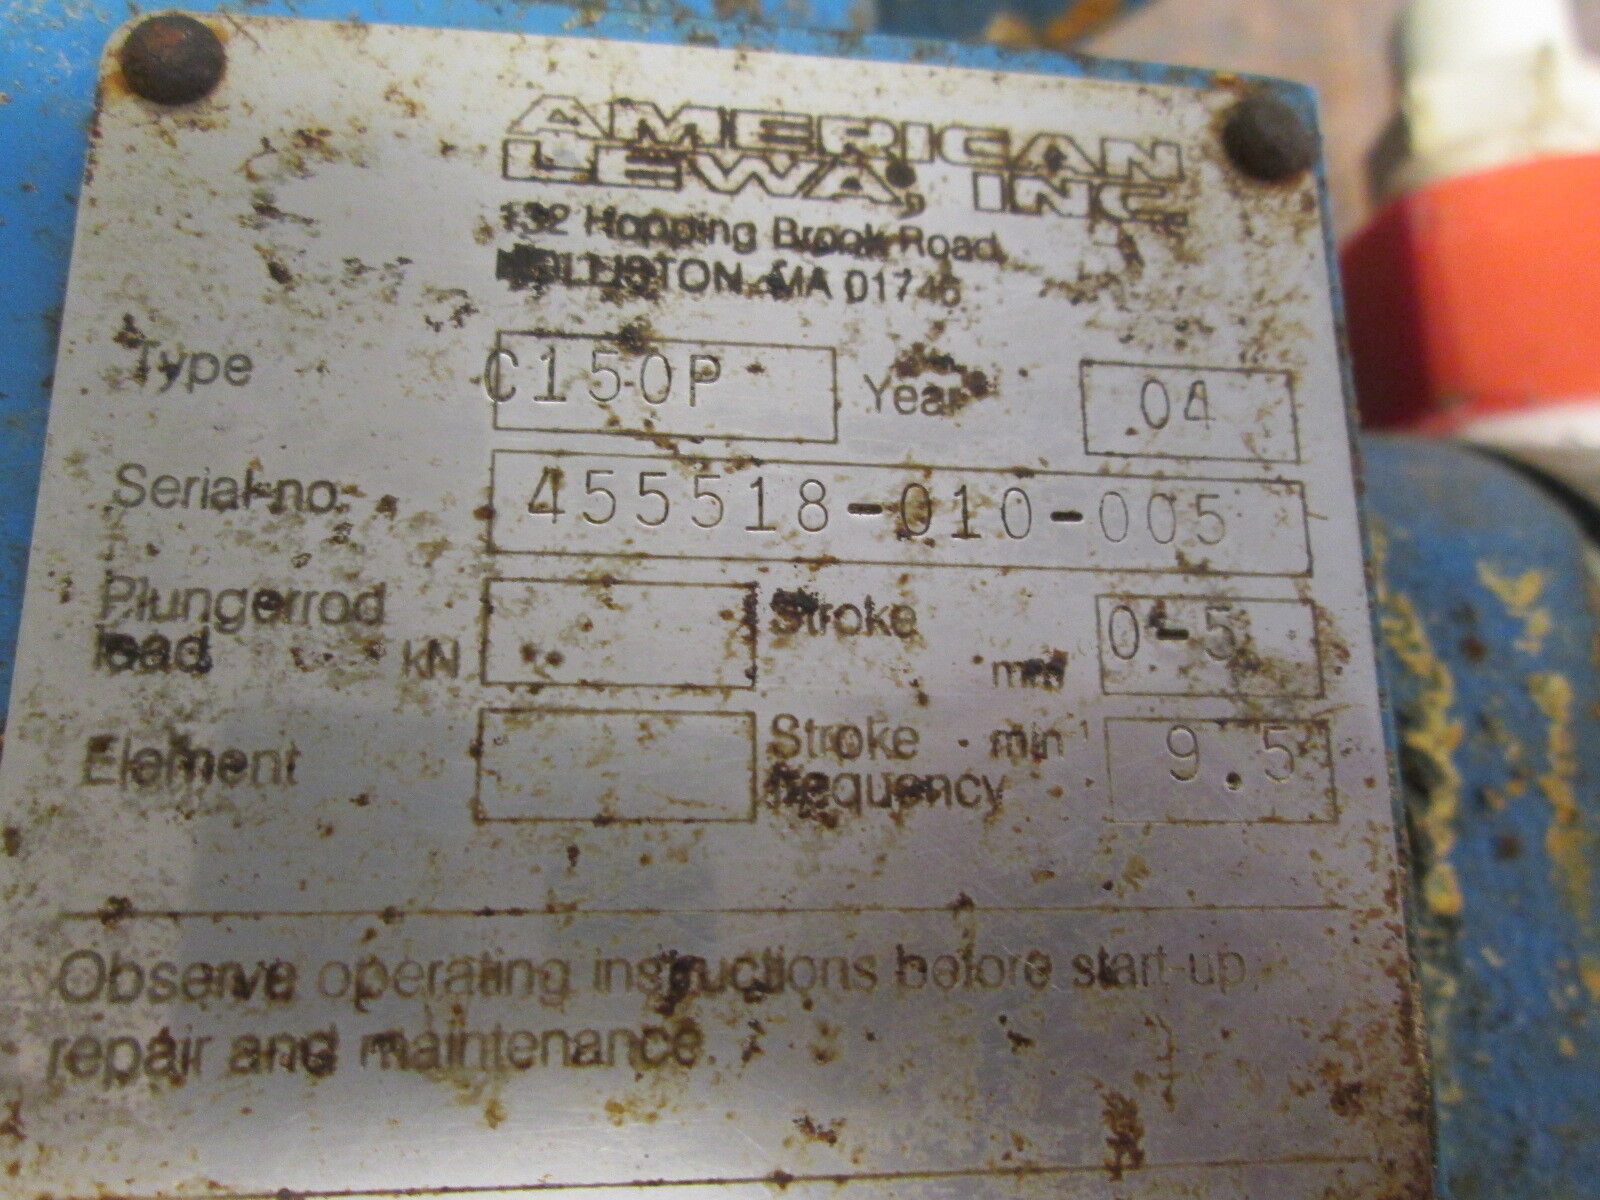 AMERICAN
LEWA, INC.
132 Hopping Brook Road
HOLLISTON MA 01746
Type C150P Year 04
Serial-no. 455518-010-005
Plungerrod Stroke
load kN mm 0-5
Element Stroke min⁻¹ 9.5
frequency
Observe operating instructions before start-up,
repair and maintenance.